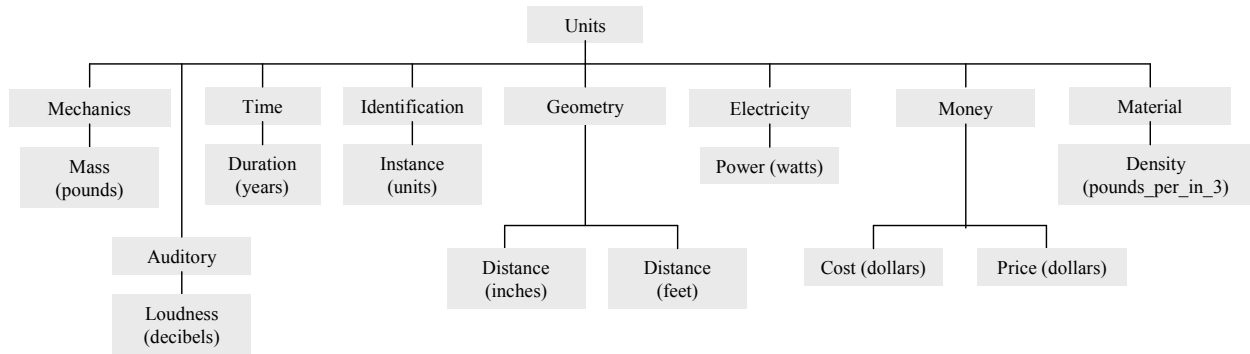 Units
Mechanics
Time
Identification
Geometry
Electricity
Money
Material
Mass
(pounds)
Duration
(years)
Instance
(units)
Power (watts)
Density
(pounds_per_in_3)
Auditory
Distance
(inches)
Distance
(feet)
Cost (dollars)
Price (dollars)
Loudness
(decibels)